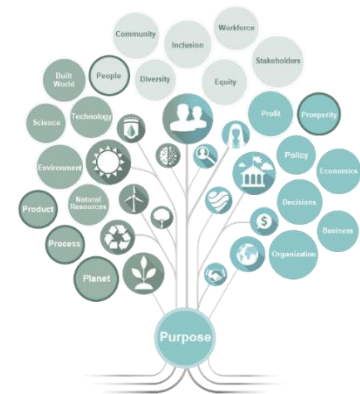 Community
Workforce
Inclusion
Stakeholders
Built
World
People
Diversity
Equity
Science
Technology
Profit
Prosperity
Environment
Policy
Economics
Product
Natural
Resources
Decisions
Process
Business
Planet
$
Organization
Purpose